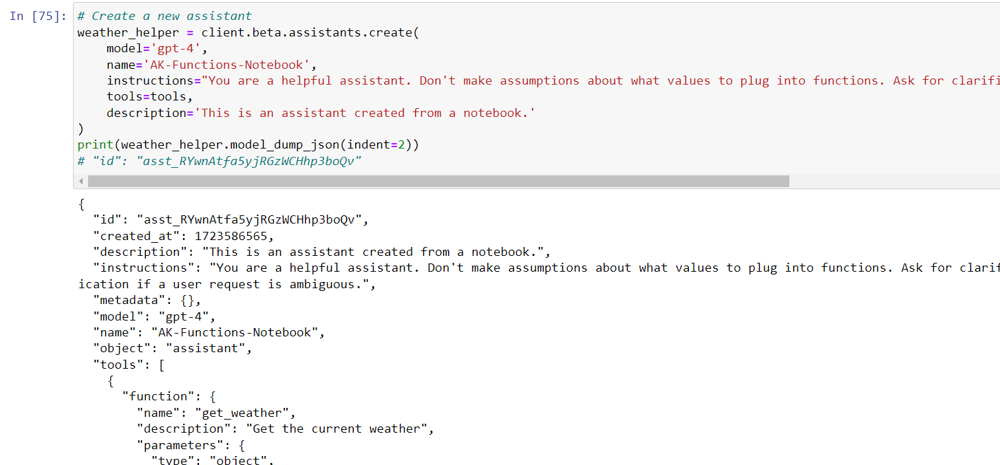 In [75]: # Create a new assistant
weather_helper = client.beta.assistants.create(
    model='gpt-4',
    name='AK-Functions-Notebook',
    instructions="You are a helpful assistant. Don't make assumptions about what values to plug into functions. Ask for clarifi
    tools=tools,
    description='This is an assistant created from a notebook.'
)
print(weather_helper.model_dump_json(indent=2))
# "id": "asst_RYwnAtfa5yjRGzWCHhp3boQv"
{
  "id": "asst_RYwnAtfa5yjRGzWCHhp3boQv",
  "created_at": 1723586565,
  "description": "This is an assistant created from a notebook.",
  "instructions": "You are a helpful assistant. Don't make assumptions about what values to plug into functions. Ask for clarif
ication if a user request is ambiguous.",
  "metadata": {},
  "model": "gpt-4",
  "name": "AK-Functions-Notebook",
  "object": "assistant",
  "tools": [
    {
      "function": {
        "name": "get_weather",
        "description": "Get the current weather",
        "parameters": {
          "type": "object",